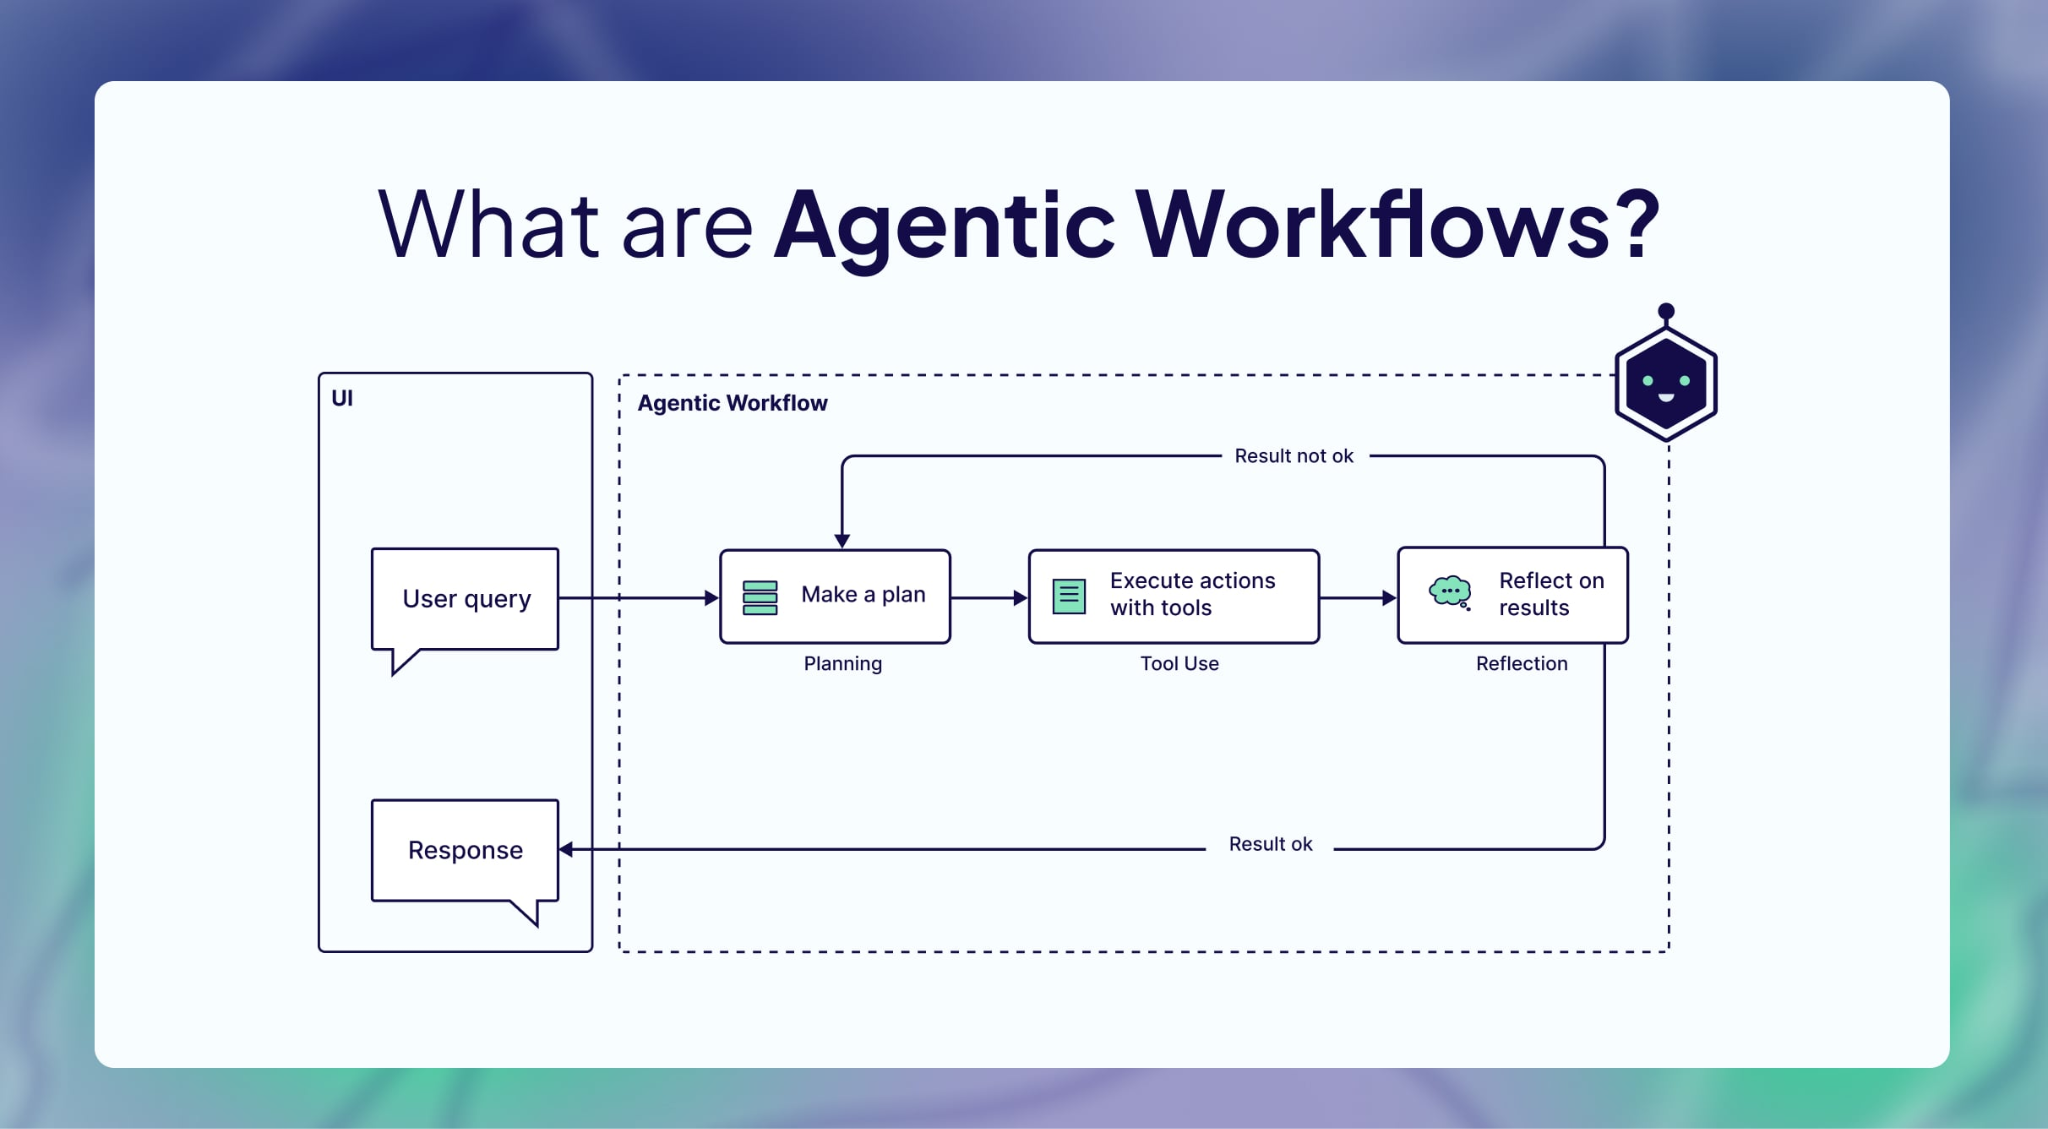 What are Agentic Workflows?
UI
Agentic Workflow
Result not ok
User query
Make a plan
Planning
Execute actions
with tools
Tool Use
Reflect on
results
Reflection
Response
Result ok